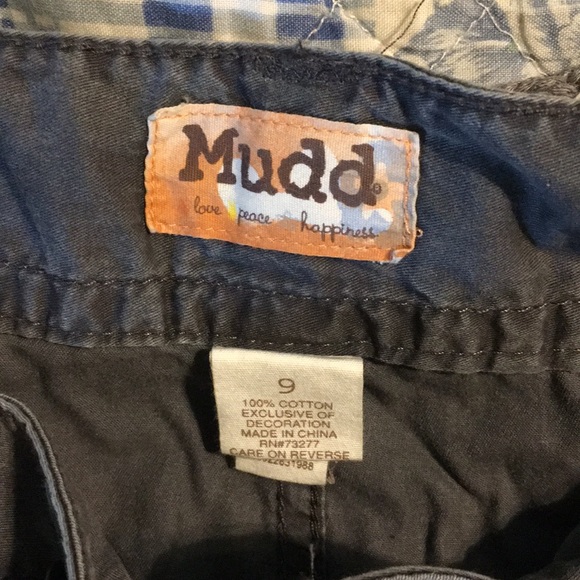 Mudd®
love peace happiness
9
100% COTTON
EXCLUSIVE OF
DECORATION
MADE IN CHINA
RN#73277
CARE ON REVERSE